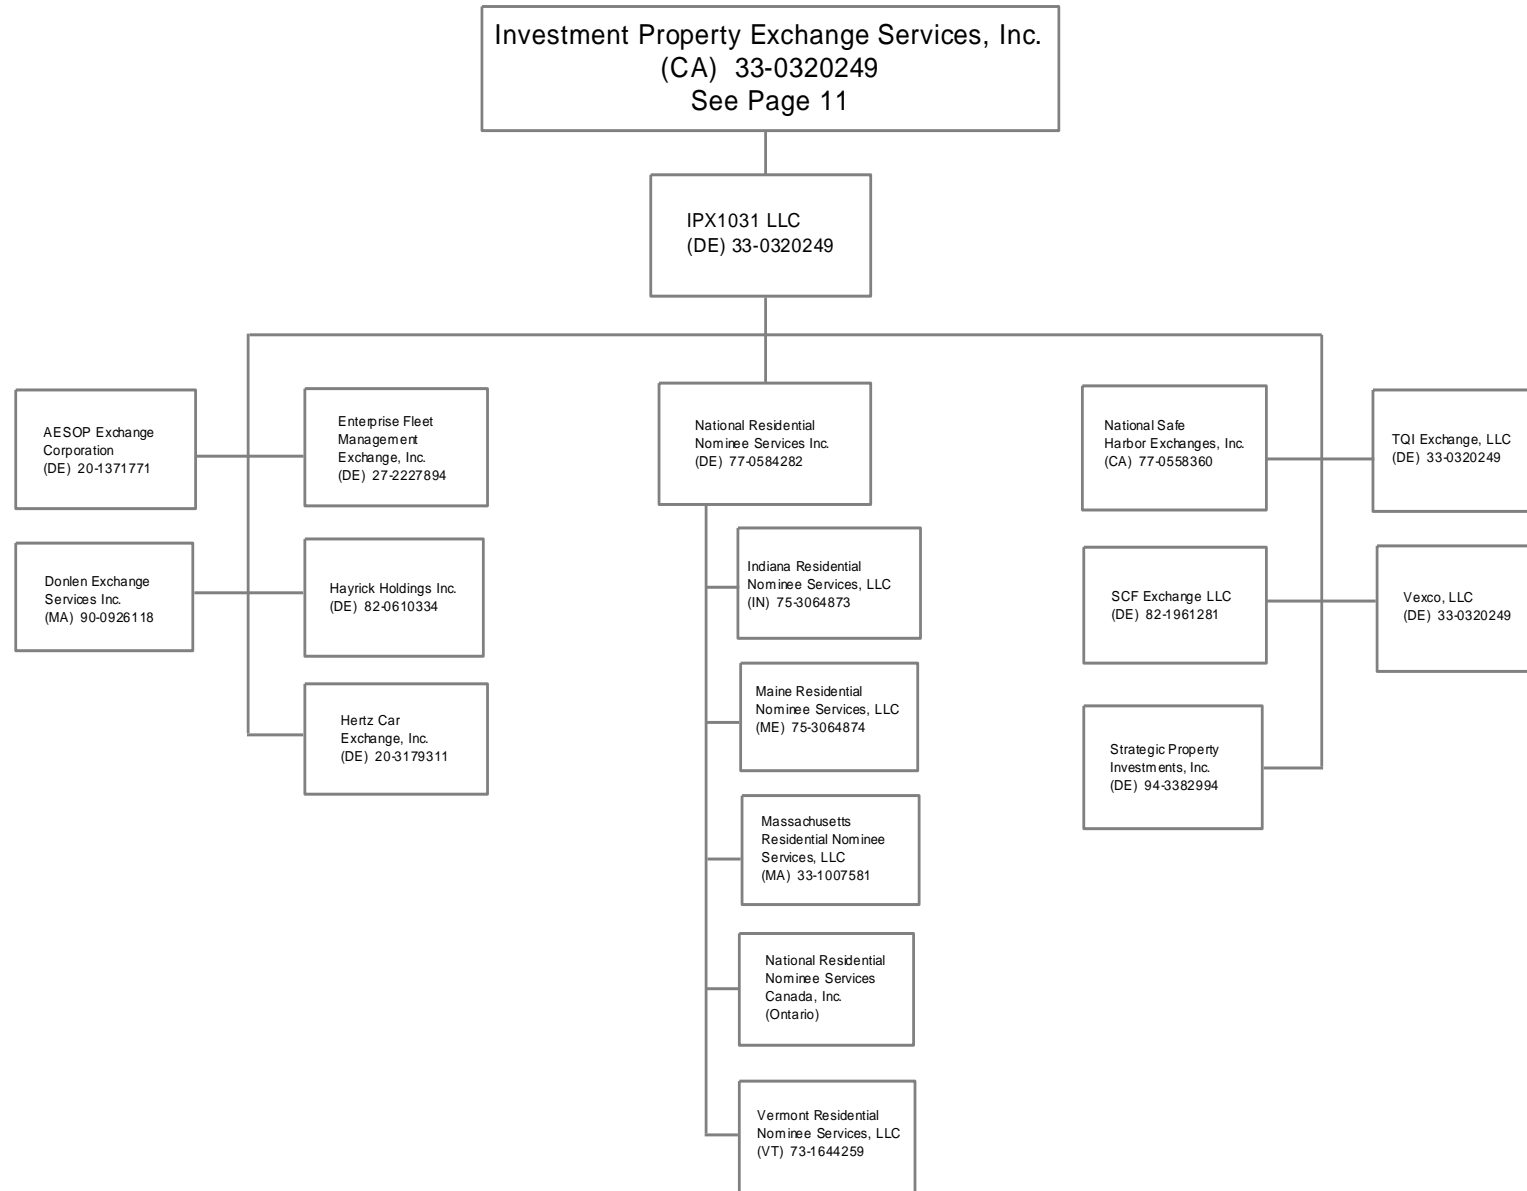 Investment Property Exchange Services, Inc.
(CA) 33-0320249
See Page 11
IPX1031 LLC
(DE) 33-0320249
AESOP Exchange
Corporation
(DE) 20-1371771
Enterprise Fleet
Management
Exchange, Inc.
(DE) 27-2227894
National Residential
Nominee Services Inc.
(DE) 77-0584282
National Safe
Harbor Exchanges, Inc.
(CA) 77-0558360
TQI Exchange, LLC
(DE) 33-0320249
Donlen Exchange
Services Inc.
(MA) 90-0926118
Hayrick Holdings Inc.
(DE) 82-0610334
Indiana Residential
Nominee Services, LLC
(IN) 75-3064873
SCF Exchange LLC
(DE) 82-1961281
Vexco, LLC
(DE) 33-0320249
Hertz Car
Exchange, Inc.
(DE) 20-3179311
Maine Residential
Nominee Services, LLC
(ME) 75-3064874
Strategic Property
Investments, Inc.
(DE) 94-3382994
Massachusetts
Residential Nominee
Services, LLC
(MA) 33-1007581
National Residential
Nominee Services
Canada, Inc.
(Ontario)
Vermont Residential
Nominee Services, LLC
(VT) 73-1644259